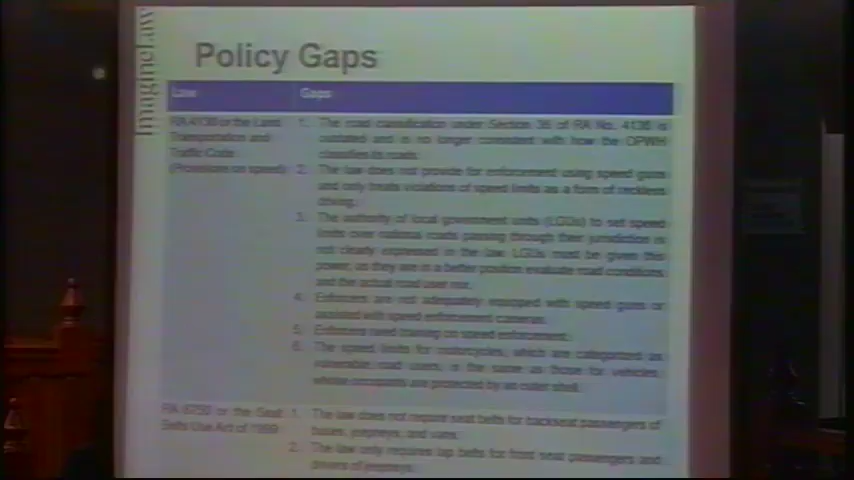 ImagineLaw
Policy Gaps
Law Gaps
RA 4136 or the Land
Transportation and
Traffic Code
(Provisions on speed)
1. The road classification under Section 35 of RA No. 4136 is
outdated and is no longer consistent with how the DPWH
classifies its roads.
2. The law does not provide for enforcement using speed guns
and only treats violations of speed limits as a form of reckless
driving.
3. The authority of local government units (LGUs) to set speed
limits over national roads passing through their jurisdiction is
not clearly expressed in the law. LGUs must be given this
power, as they are in a better position evaluate road conditions
and the actual road user mix.
4. Enforcers are not adequately equipped with speed guns or
assisted with speed enforcement cameras.
5. Enforcers need training on speed enforcement.
6. The speed limits for motorcycles, which are categorized as
vulnerable road users, is the same as those for vehicles,
whose occupants are protected by an outer shell.
RA 8750 or the Seat
Belts Use Act of 1999
1. The law does not require seat belts for backseat passengers of
buses, jeepneys, and vans.
2. The law only requires lap belts for front seat passengers and
drivers of jeepneys.